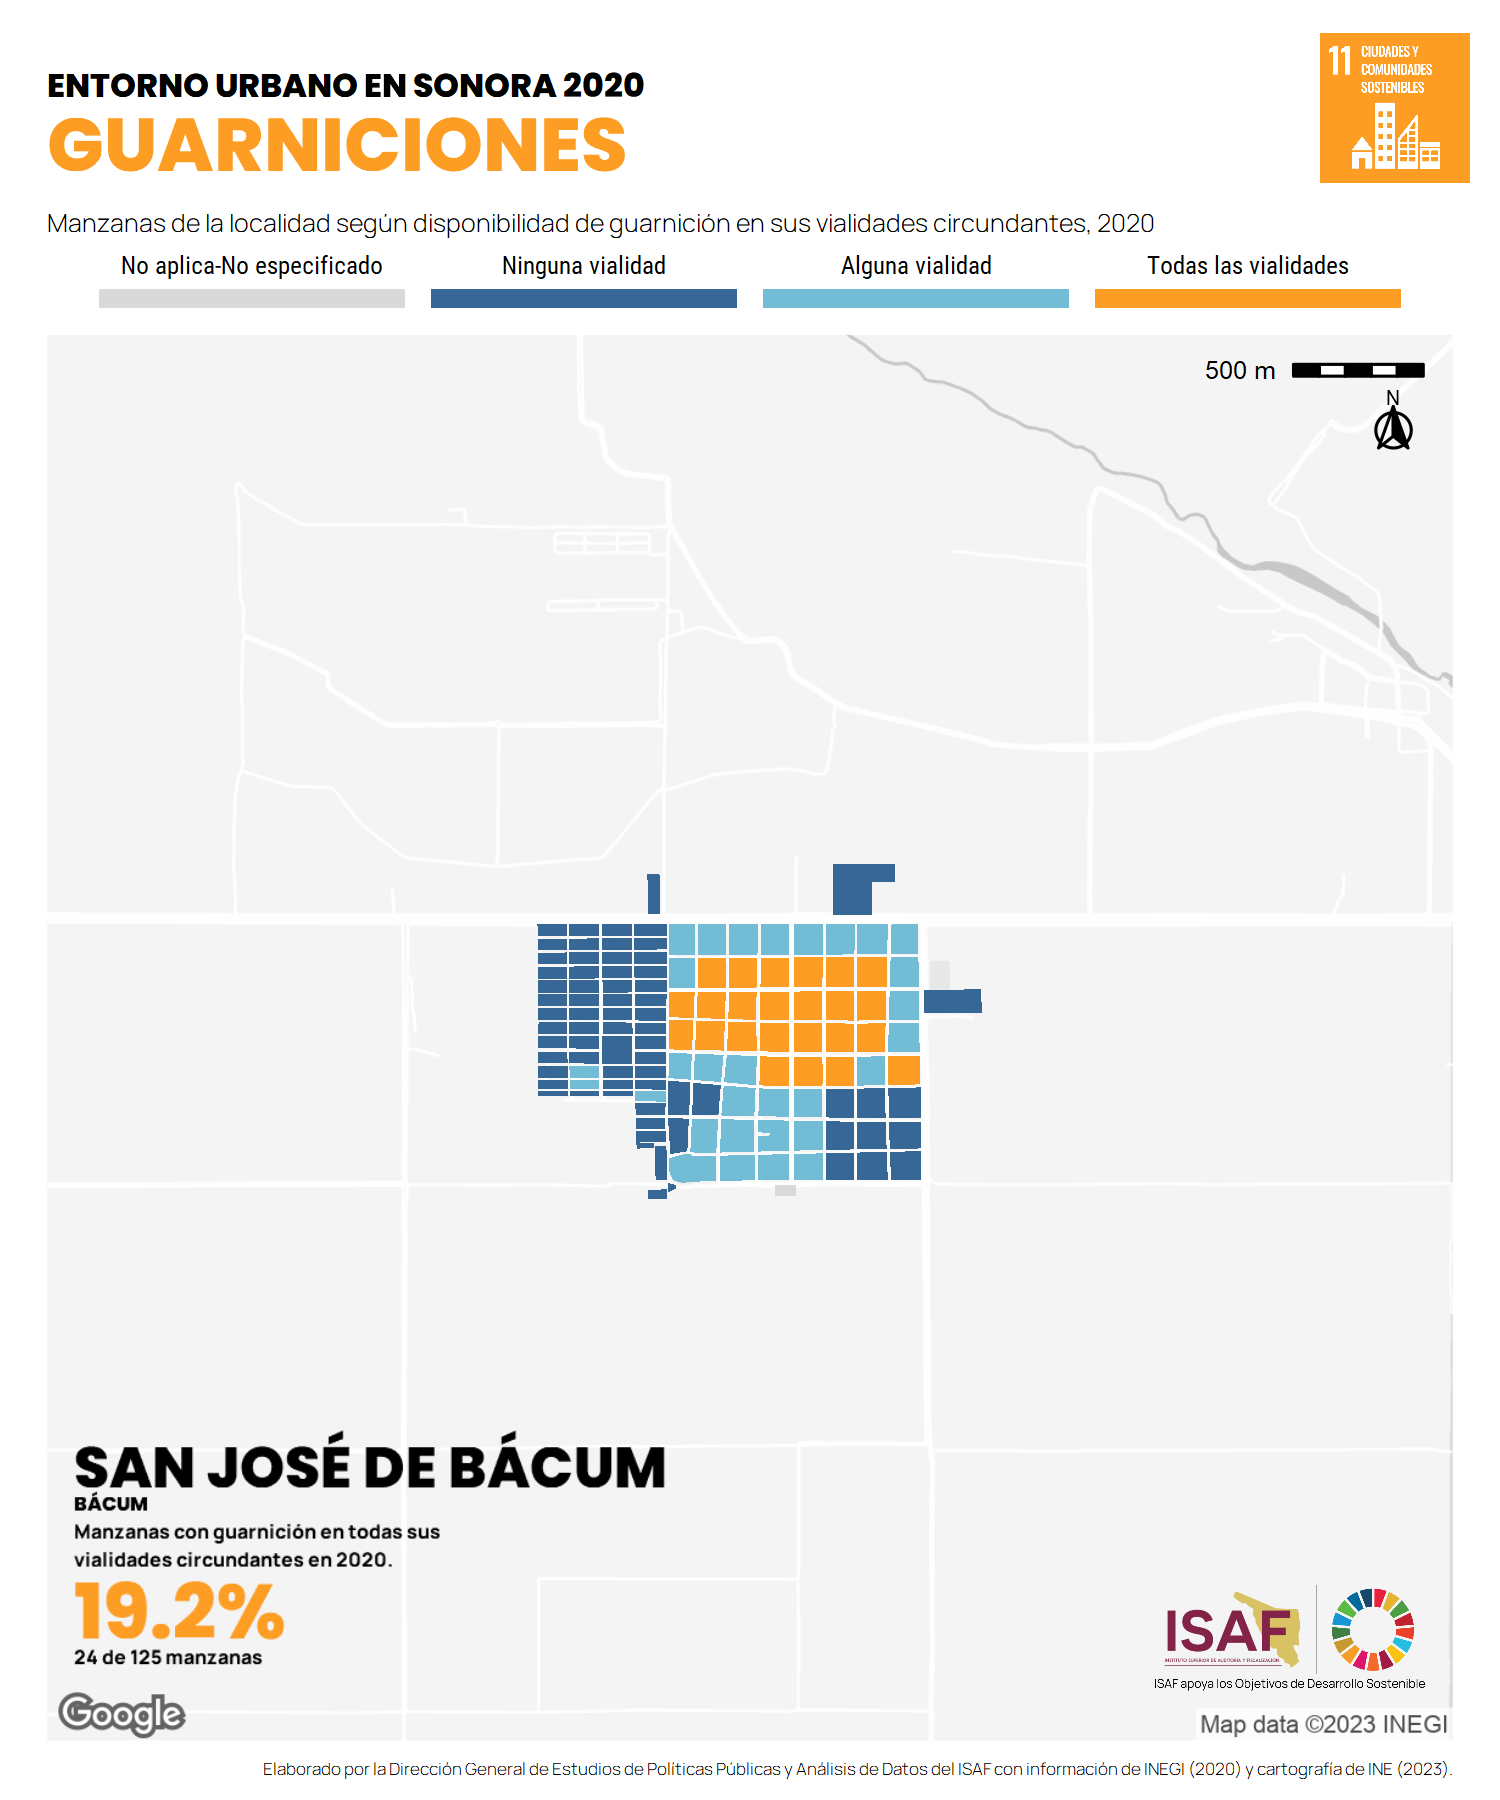 ENTORNO URBANO EN SONORA 2020
GUARNICIONES
11 CIUDADES Y
COMUNIDADES
SOSTENIBLES
Manzanas de la localidad según disponibilidad de guarnición en sus vialidades circundantes, 2020
No aplica-No especificado
Ninguna vialidad
Alguna vialidad
Todas las vialidades
500 m
N
SAN JOSÉ DE BÁCUM
BÁCUM
Manzanas con guarnición en todas sus
vialidades circundantes en 2020.
19.2%
24 de 125 manzanas
ISAF
INSTITUTO SUPERIOR DE AUDITORÍA Y FISCALIZACIÓN
ISAF apoya los Objetivos de Desarrollo Sostenible
Google
Map data ©2023 INEGI
Elaborado por la Dirección General de Estudios de Políticas Públicas y Análisis de Datos del ISAF con información de INEGI (2020) y cartografía de INE (2023).